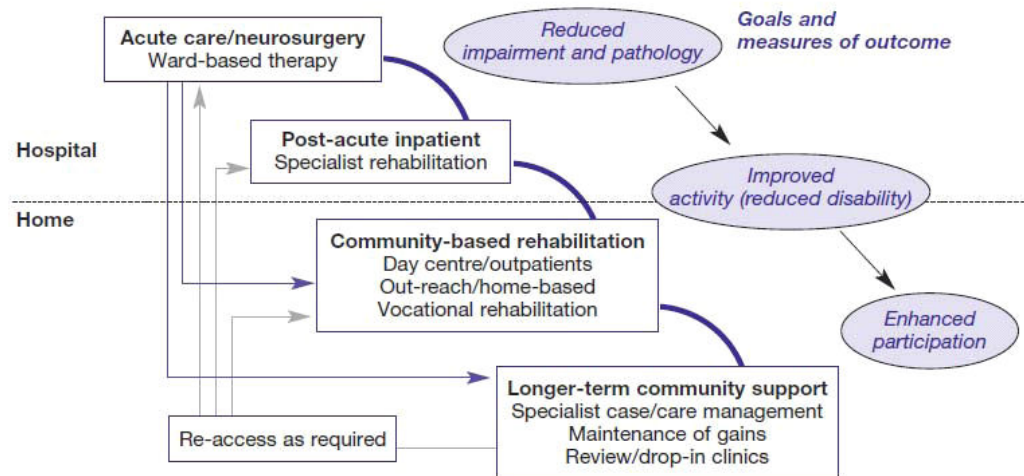 Acute care/neurosurgery
Ward-based therapy
Reduced
impairment and pathology
Goals and
measures of outcome
Hospital
Post-acute inpatient
Specialist rehabilitation
Improved
activity (reduced disability)
Home
Community-based rehabilitation
Day centre/outpatients
Out-reach/home-based
Vocational rehabilitation
Enhanced
participation
Longer-term community support
Specialist case/care management
Maintenance of gains
Review/drop-in clinics
Re-access as required